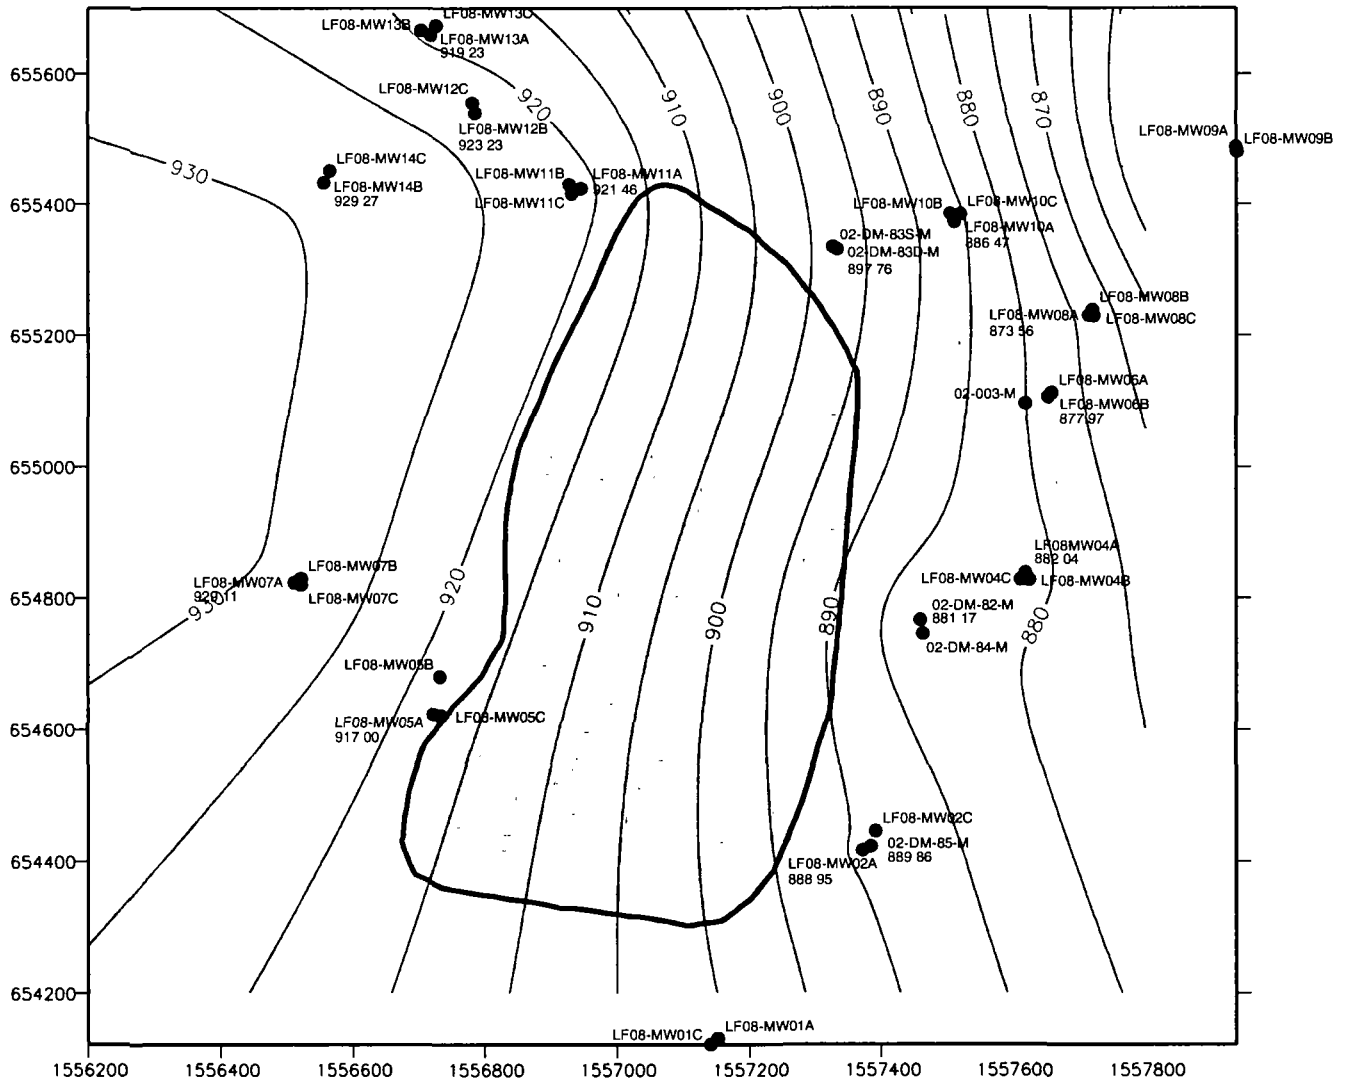 LF08-MW13C
LF08-MW13B
LF08-MW13A
919 23
655600
LF08-MW12C
920
910
900
890
880
870
LF08-MW12B
923 23
LF08-MW09A
LF08-MW09B
LF08-MW14C
930
LF08-MW14B
929 27
LF08-MW11B
LF08-MW11A
921 46
LF08-MW11C
655400
LF08-MW10B
LF08-MW10C
LF08-MW10A
886 47
02-DM-83S-M
02-DM-83D-M
897 76
LF08-MW08B
LF08-MW08A
873 56
LF08-MW08C
655200
02-003-M
LF08-MW06A
LF08-MW06B
877 97
655000
LF08MW04A
882 04
LF08-MW04C
LF08-MW04B
LF08-MW07B
LF08-MW07A
929 11
LF08-MW07C
654800
930
920
910
900
890
880
02-DM-82-M
881 17
02-DM-84-M
LF08-MW05B
LF08-MW05A
917 00
LF08-MW05C
654600
LF08-MW02C
02-DM-85-M
889 86
LF08-MW02A
888 95
654400
654200
LF08-MW01C
LF08-MW01A
1556200
1556400
1556600
1556800
1557000
1557200
1557400
1557600
1557800